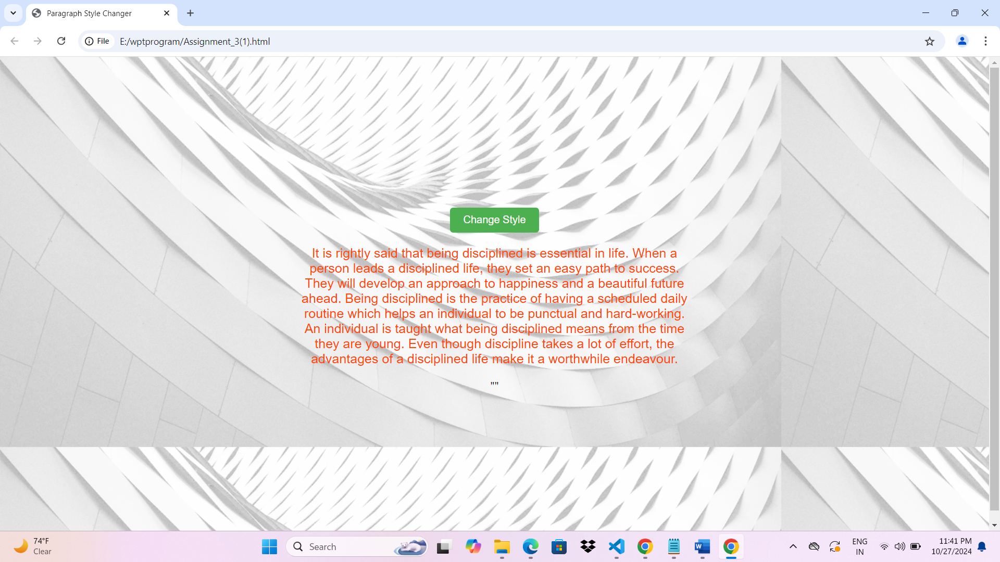 Paragraph Style Changer
File
E:/wptprogram/Assignment_3(1).html
Change Style
It is rightly said that being disciplined is essential in life. When a
person leads a disciplined life, they set an easy path to success.
They will develop an approach to happiness and a beautiful future
ahead. Being disciplined is the practice of having a scheduled daily
routine which helps an individual to be punctual and hard-working.
An individual is taught what being disciplined means from the time
they are young. Even though discipline takes a lot of effort, the
advantages of a disciplined life make it a worthwhile endeavour.
""
74°F
Clear
Search
W
ENG
IN
11:41 PM
10/27/2024